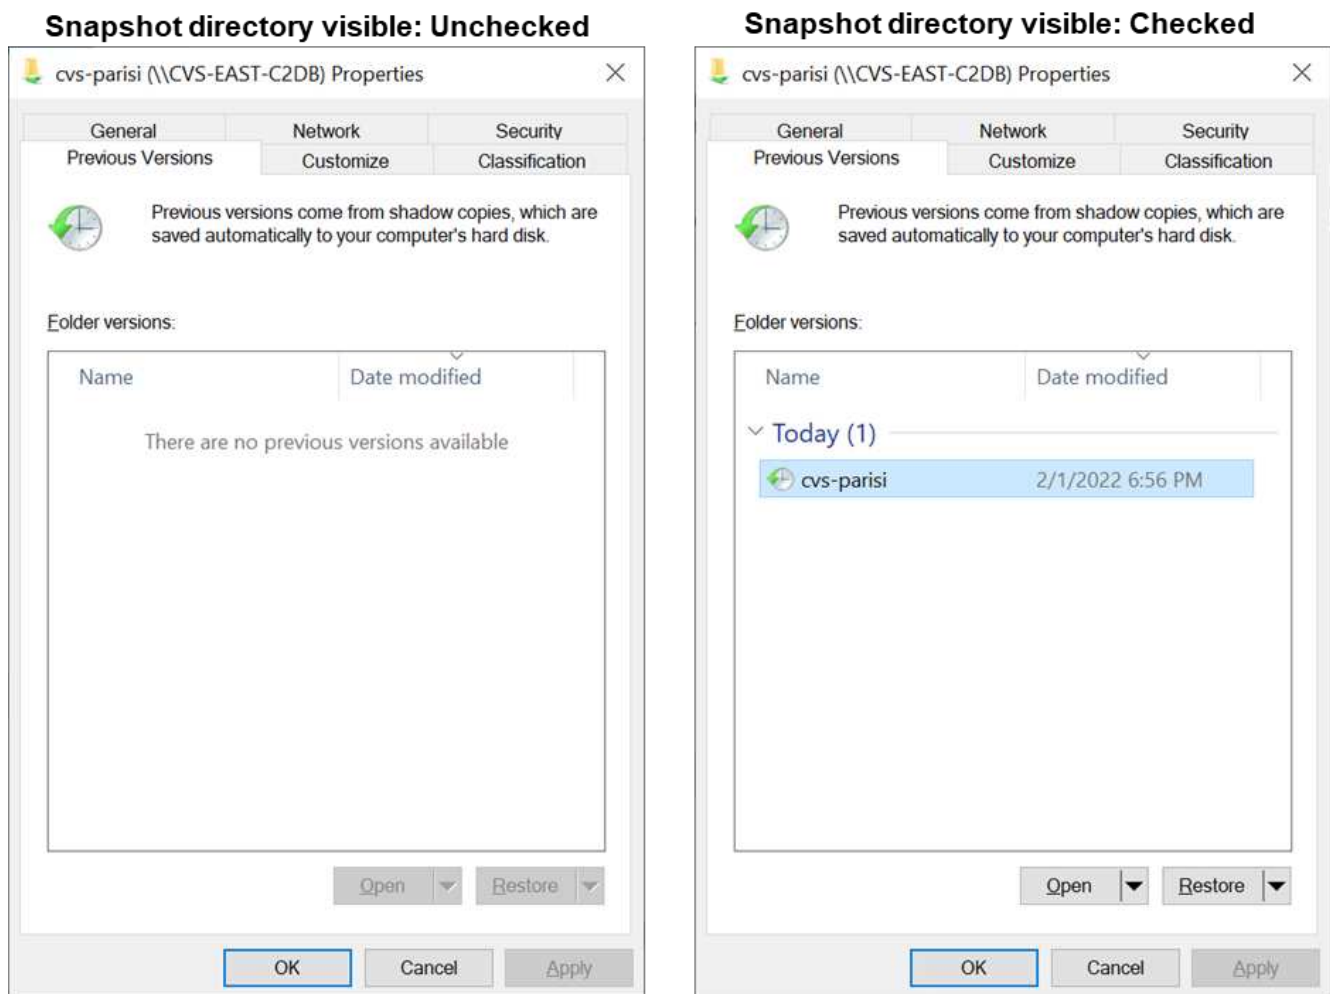 Snapshot directory visible: Unchecked
cvs-parisi (\\CVS-EAST-C2DB) Properties
General
Network
Security
Previous Versions
Customize
Classification
Previous versions come from shadow copies, which are
saved automatically to your computer's hard disk.
Folder versions:
Name
Date modified
There are no previous versions available
Open
Restore
OK
Cancel
Apply
Snapshot directory visible: Checked
cvs-parisi (\\CVS-EAST-C2DB) Properties
General
Network
Security
Previous Versions
Customize
Classification
Previous versions come from shadow copies, which are
saved automatically to your computer's hard disk.
Folder versions:
Name
Date modified
Today (1)
cvs-parisi
2/1/2022 6:56 PM
Open
Restore
OK
Cancel
Apply